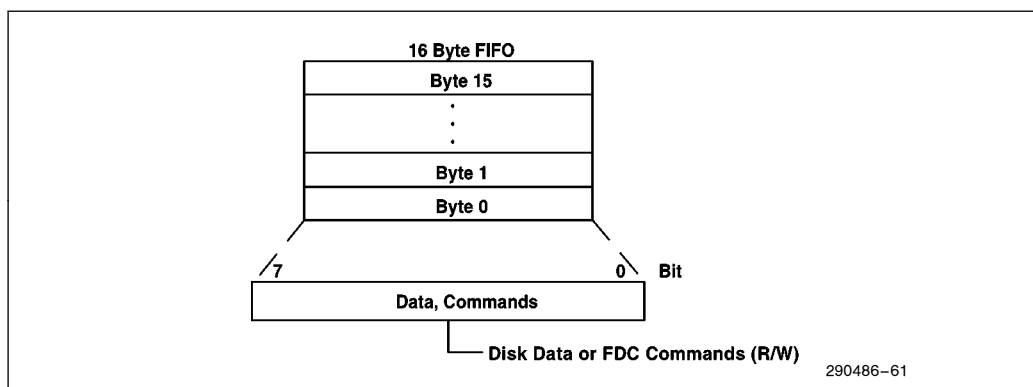 16 Byte FIFO
Byte 15
Byte 1
Byte 0
7 0 Bit
Data, Commands
Disk Data or FDC Commands (R/W)
290486–61